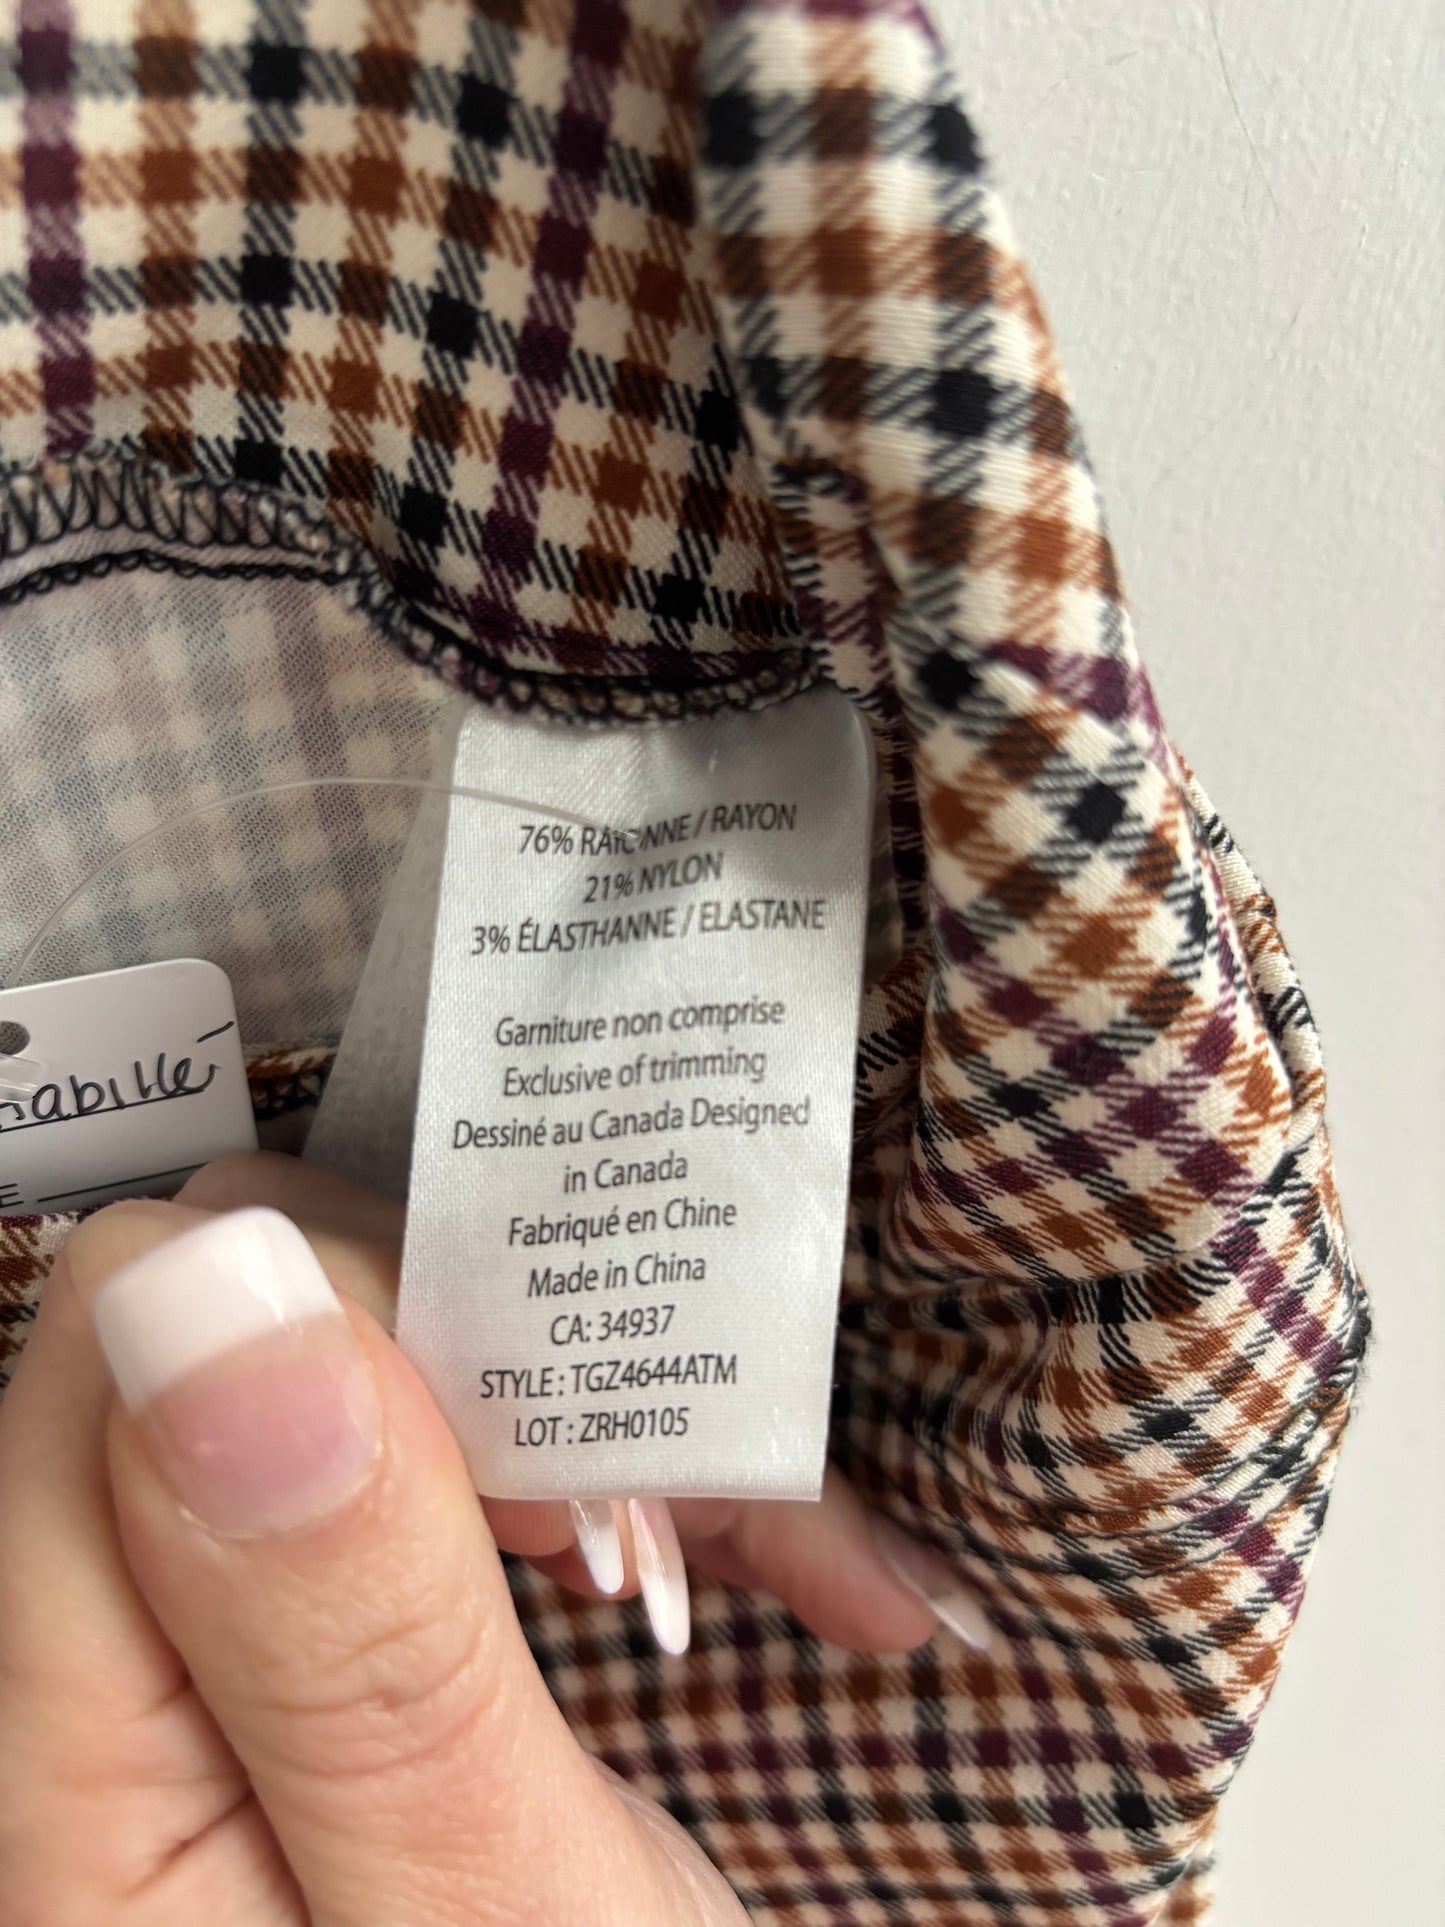 76% RAYONNE / RAYON
21% NYLON
3% ÉLASTHANNE / ELASTANE
Garniture non comprise
Exclusive of trimming
Dessiné au Canada Designed
in Canada
Fabriqué en Chine
Made in China
CA: 34937
STYLE : TGZ4644ATM
LOT : ZRH0105